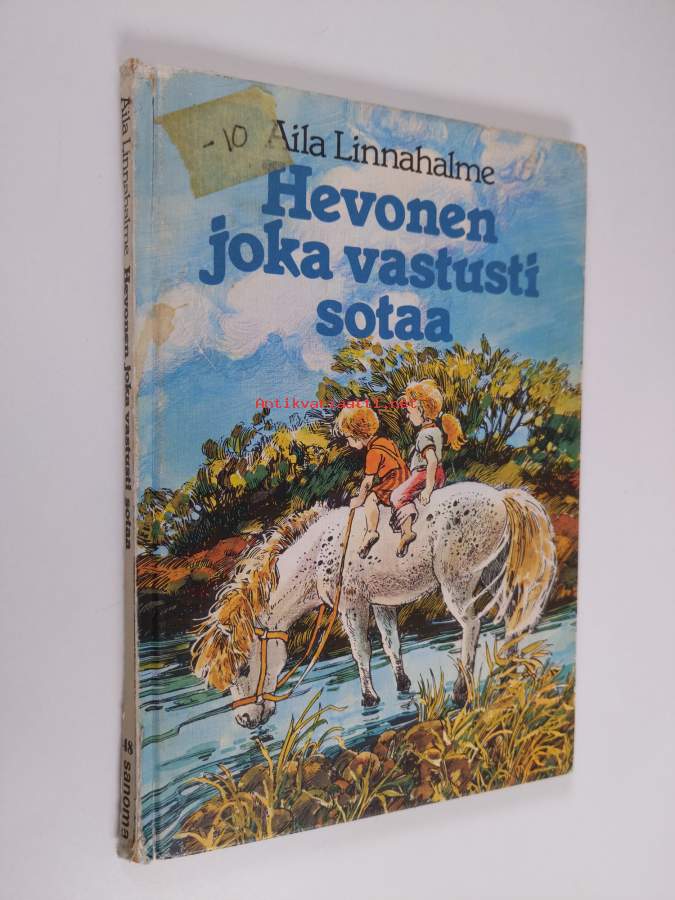 -10
Aila Linnahalme
Hevonen
joka vastusti
sotaa
Antikvariaatti.net
Aila Linnahalme Hevonen joka vastusti sotaa
48 sanoma